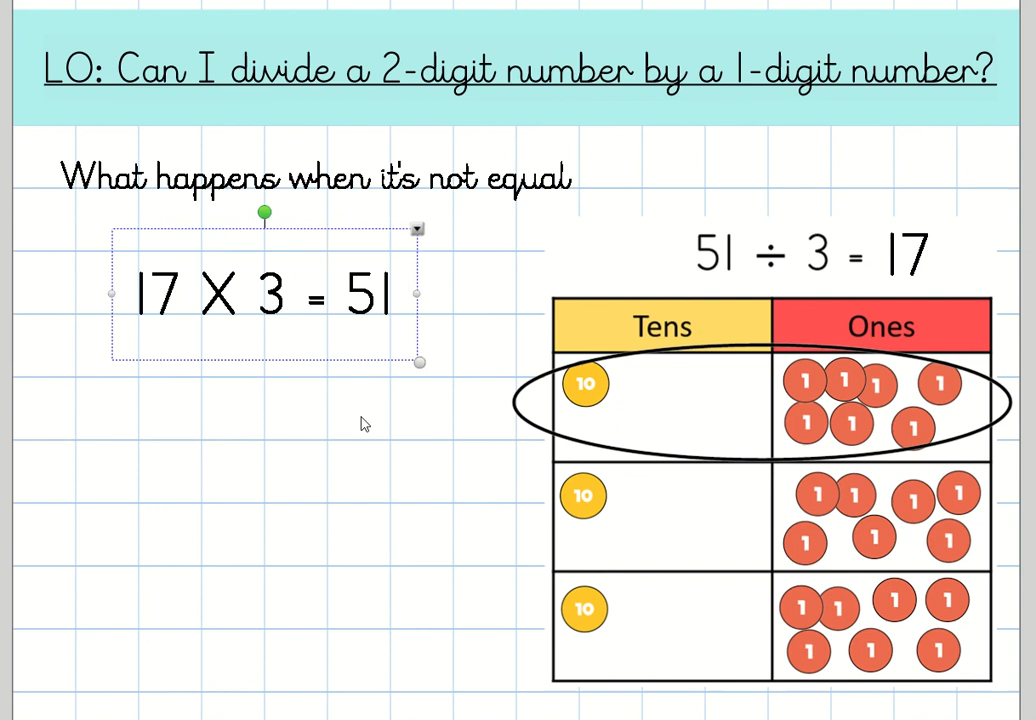 LO: Can I divide a 2-digit number by a 1-digit number?
What happens when it's not equal
17 X 3 = 51
51 ÷ 3 = 17
Tens Ones
10 1 1 1 1
1 1 1
10 1 1 1 1
1 1 1
10 1 1 1 1
1 1 1